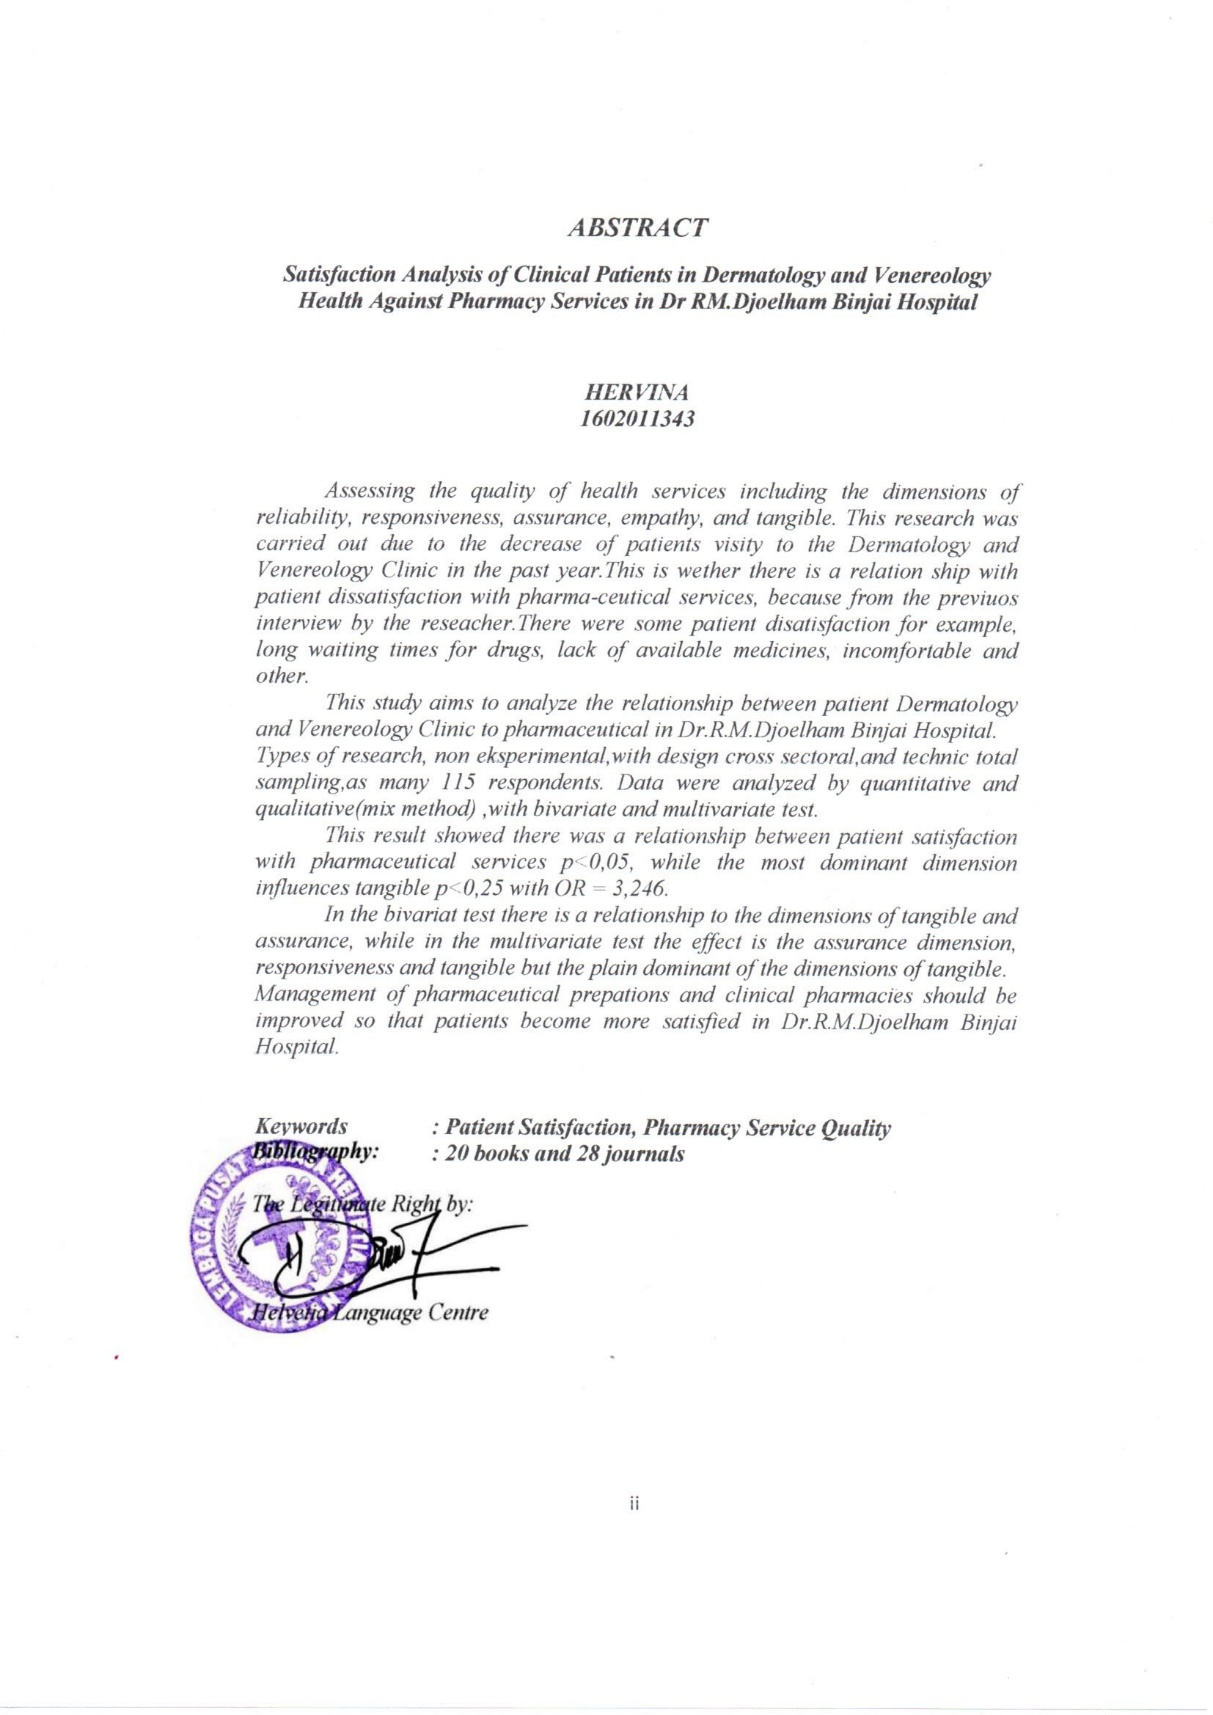 ABSTRACT
Satisfaction Analysis of Clinical Patients in Dermatology and Venereology
Health Against Pharmacy Services in Dr RM.Djoelham Binjai Hospital
HERVINA
1602011343
Assessing the quality of health services including the dimensions of
reliability, responsiveness, assurance, empathy, and tangible. This research was
carried out due to the decrease of patients visity to the Dermatology and
Venereology Clinic in the past year.This is wether there is a relation ship with
patient dissatisfaction with pharma-ceutical services, because from the previuos
interview by the reseacher.There were some patient disatisfaction for example,
long waiting times for drugs, lack of available medicines, incomfortable and
other.
This study aims to analyze the relationship between patient Dermatology
and Venereology Clinic to pharmaceutical in Dr.R.M.Djoelham Binjai Hospital.
Types of research, non eksperimental,with design cross sectoral,and technic total
sampling,as many 115 respondents. Data were analyzed by quantitative and
qualitative(mix method) ,with bivariate and multivariate test.
This result showed there was a relationship between patient satisfaction
with pharmaceutical services p<0,05, while the most dominant dimension
influences tangible p<0,25 with OR = 3,246.
In the bivariat test there is a relationship to the dimensions of tangible and
assurance, while in the multivariate test the effect is the assurance dimension,
responsiveness and tangible but the plain dominant of the dimensions of tangible.
Management of pharmaceutical prepations and clinical pharmacies should be
improved so that patients become more satisfied in Dr.R.M.Djoelham Binjai
Hospital.
Keywords : Patient Satisfaction, Pharmacy Service Quality
Bibliography: : 20 books and 28 journals
The Legitimate Right by:
LEMBAGA PUSAT HELVETIA
Helvetia Language Centre
ii